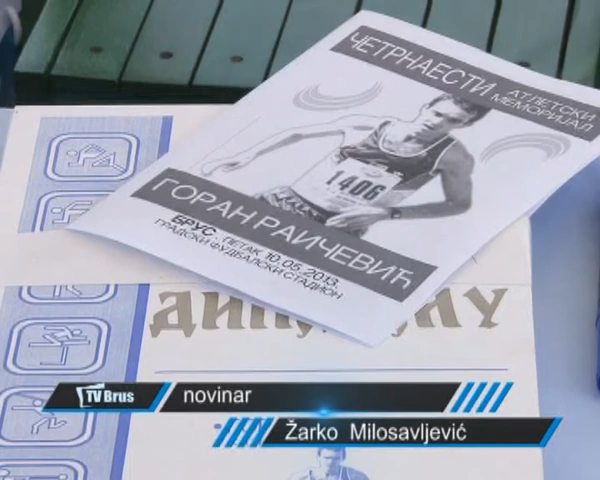 ЧЕТРНАЕСТИ
АТЛЕТСКИ
МЕМОРИЈАЛ
1406
ГОРАН РАИЧЕВИЋ
БРУС - ПЕТАК 10.05.2013.
ГРАДСКИ ФУДБАЛСКИ СТАДИОН
TV Brus
novinar
Žarko Milosavljević